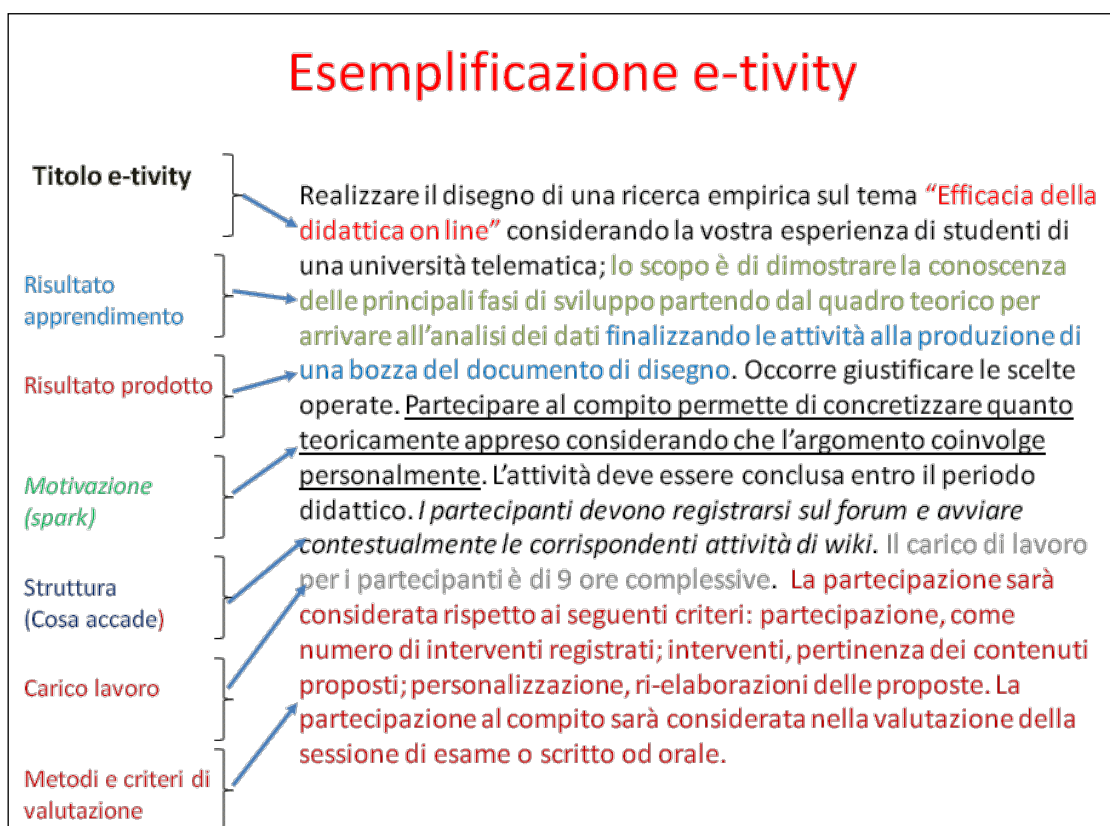 Esemplificazione e-tivity
Titolo e-tivity
Risultato
apprendimento
Risultato prodotto
Motivazione
(spark)
Struttura
(Cosa accade)
Carico lavoro
Metodi e criteri di
valutazione
Realizzare il disegno di una ricerca empirica sul tema “Efficacia della
didattica on line” considerando la vostra esperienza di studenti di
una università telematica; lo scopo è di dimostrare la conoscenza
delle principali fasi di sviluppo partendo dal quadro teorico per
arrivare all’analisi dei dati finalizzando le attività alla produzione di
una bozza del documento di disegno. Occorre giustificare le scelte
operate. Partecipare al compito permette di concretizzare quanto
teoricamente appreso considerando che l’argomento coinvolge
personalmente. L’attività deve essere conclusa entro il periodo
didattico. I partecipanti devono registrarsi sul forum e avviare
contestualmente le corrispondenti attività di wiki. Il carico di lavoro
per i partecipanti è di 9 ore complessive. La partecipazione sarà
considerata rispetto ai seguenti criteri: partecipazione, come
numero di interventi registrati; interventi, pertinenza dei contenuti
proposti; personalizzazione, ri-elaborazioni delle proposte. La
partecipazione al compito sarà considerata nella valutazione della
sessione di esame o scritto od orale.